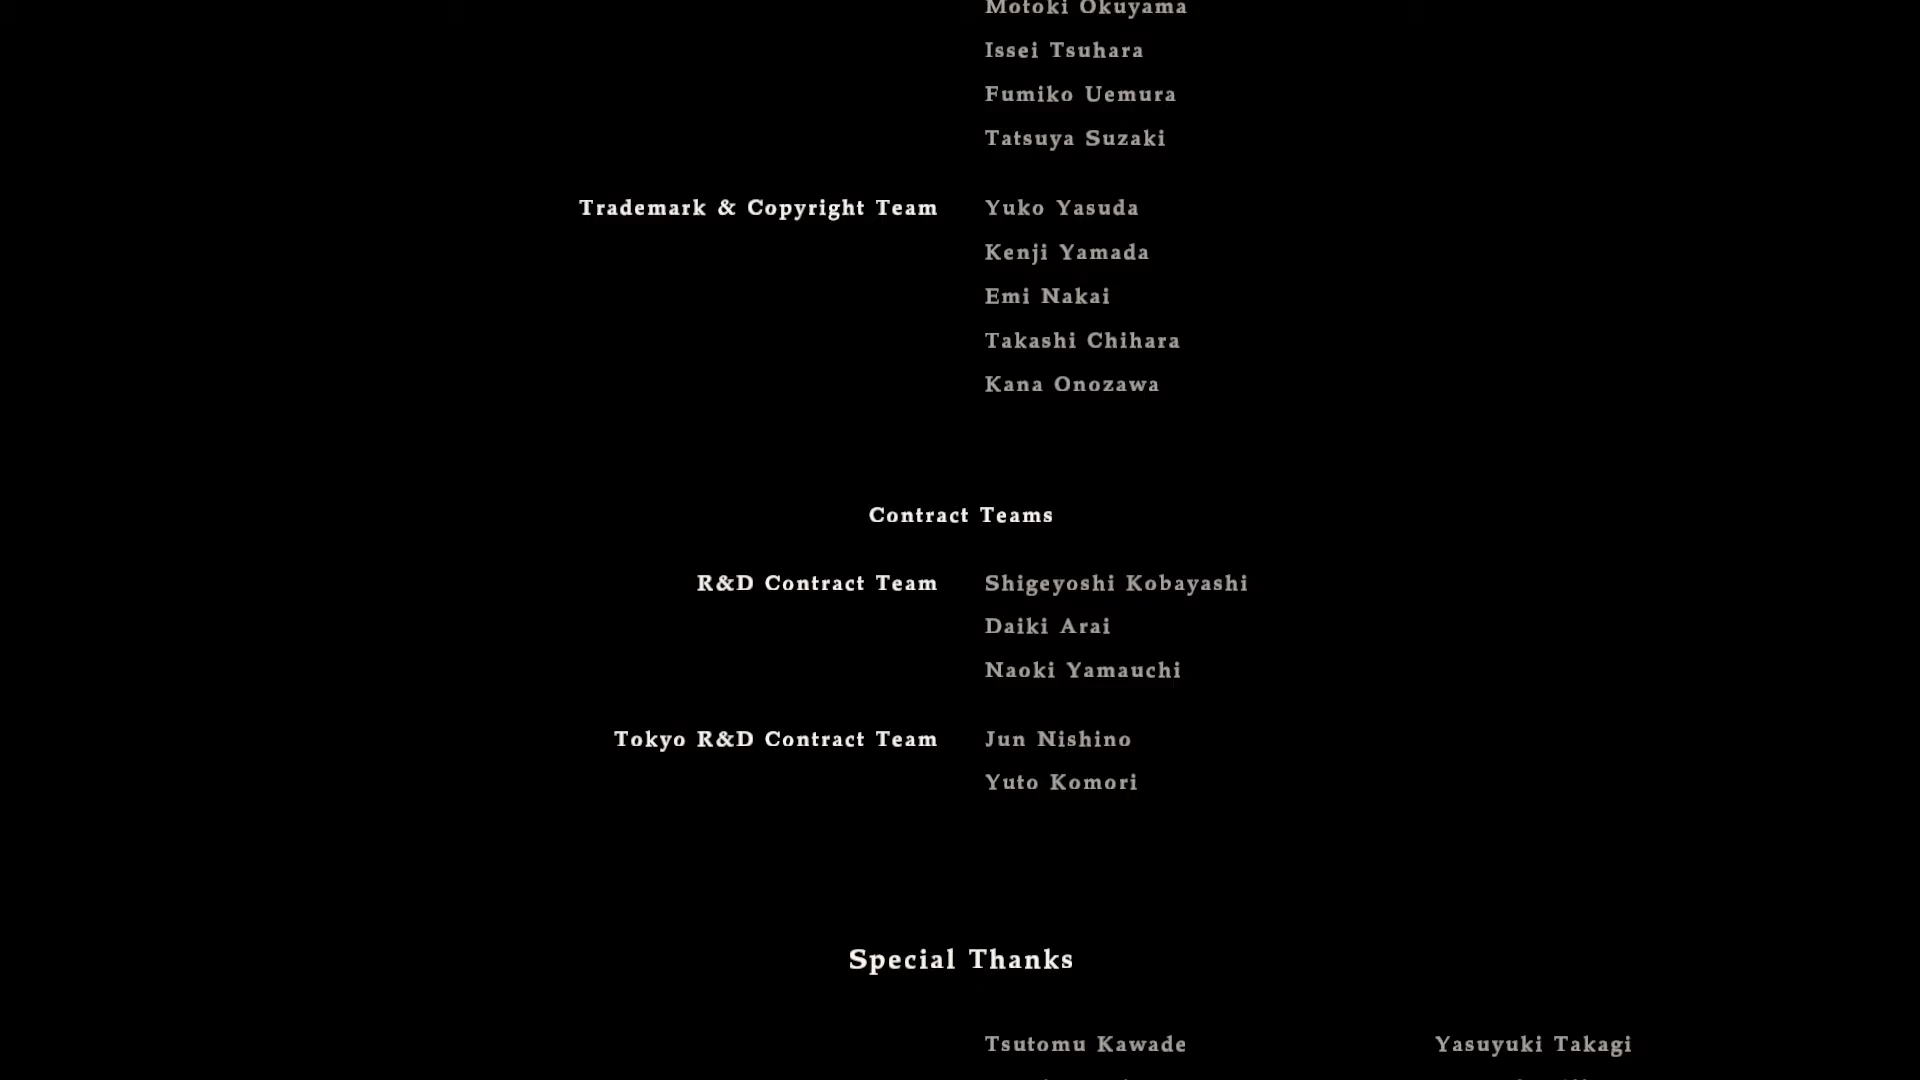 Motoki Okuyama
Issei Tsuhara
Fumiko Uemura
Tatsuya Suzaki
Trademark & Copyright Team Yuko Yasuda
Kenji Yamada
Emi Nakai
Takashi Chihara
Kana Onozawa
Contract Teams
R&D Contract Team Shigeyoshi Kobayashi
Daiki Arai
Naoki Yamauchi
Tokyo R&D Contract Team Jun Nishino
Yuto Komori
Special Thanks
Tsutomu Kawade Yasuyuki Takagi